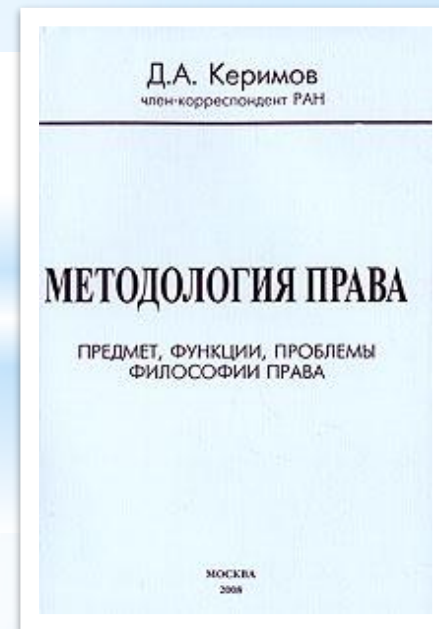 Д.А. Керимов
член-корреспондент РАН
МЕТОДОЛОГИЯ ПРАВА
ПРЕДМЕТ, ФУНКЦИИ, ПРОБЛЕМЫ
ФИЛОСОФИИ ПРАВА
МОСКВА
2008